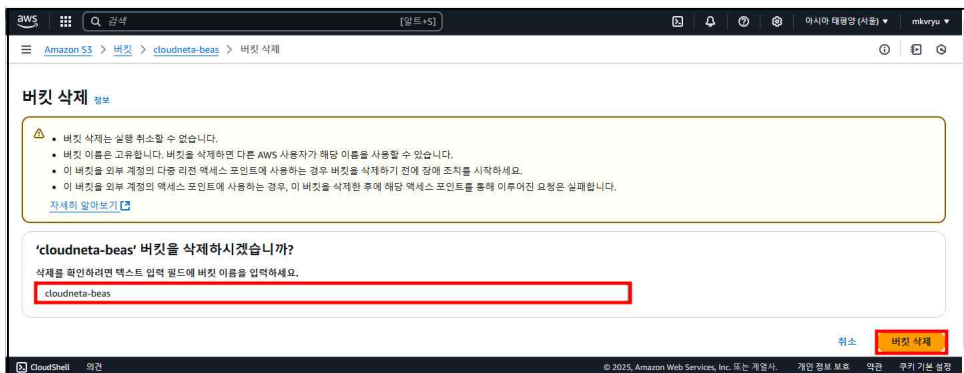 aws 검색 [알트+S] 아시아 태평양 (서울) ▼ mkvryu ▼
Amazon S3 > 버킷 > cloudneta-beas > 버킷 삭제
버킷 삭제 정보
• 버킷 삭제는 실행 취소할 수 없습니다.
• 버킷 이름은 고유합니다. 버킷을 삭제하면 다른 AWS 사용자가 해당 이름을 사용할 수 있습니다.
• 이 버킷을 외부 계정의 다중 리전 액세스 포인트에 사용하는 경우 버킷을 삭제하기 전에 장애 조치를 시작하세요.
• 이 버킷을 외부 계정의 액세스 포인트에 사용하는 경우, 이 버킷을 삭제한 후에 해당 액세스 포인트를 통해 이루어진 요청은 실패합니다.
자세히 알아보기
'cloudneta-beas' 버킷을 삭제하시겠습니까?
삭제를 확인하려면 텍스트 입력 필드에 버킷 이름을 입력하세요.
cloudneta-beas
취소 버킷 삭제
CloudShell 의견 © 2025, Amazon Web Services, Inc. 또는 계열사. 개인 정보 보호 약관 쿠키 기본 설정